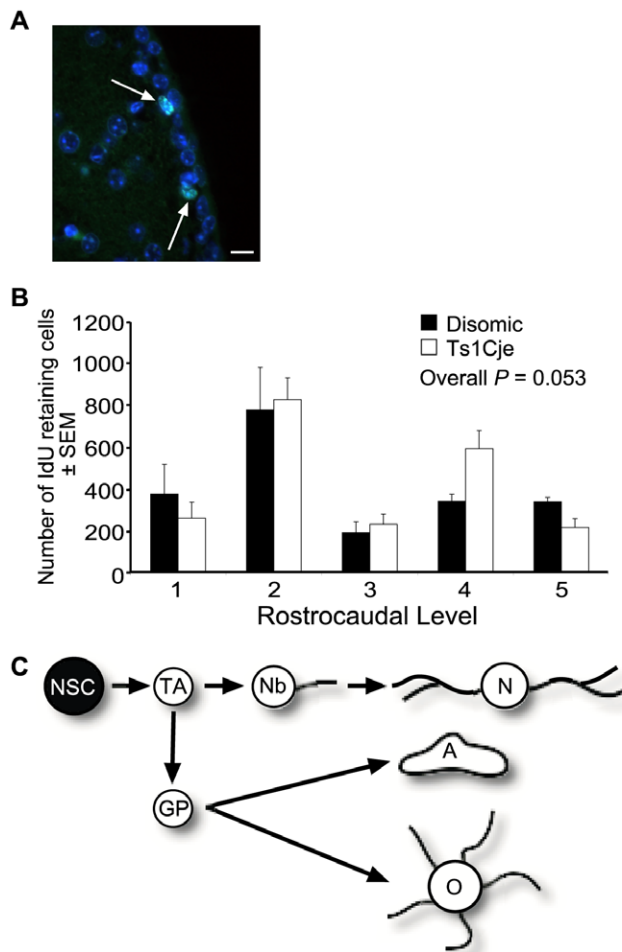 A
B
Number of IdU retaining cells
± SEM
1200
1000
800
600
400
200
0
Disomic
Ts1Cje
Overall P = 0.053
1 2 3 4 5
Rostrocaudal Level
C
NSC TA Nb N
A
GP
O